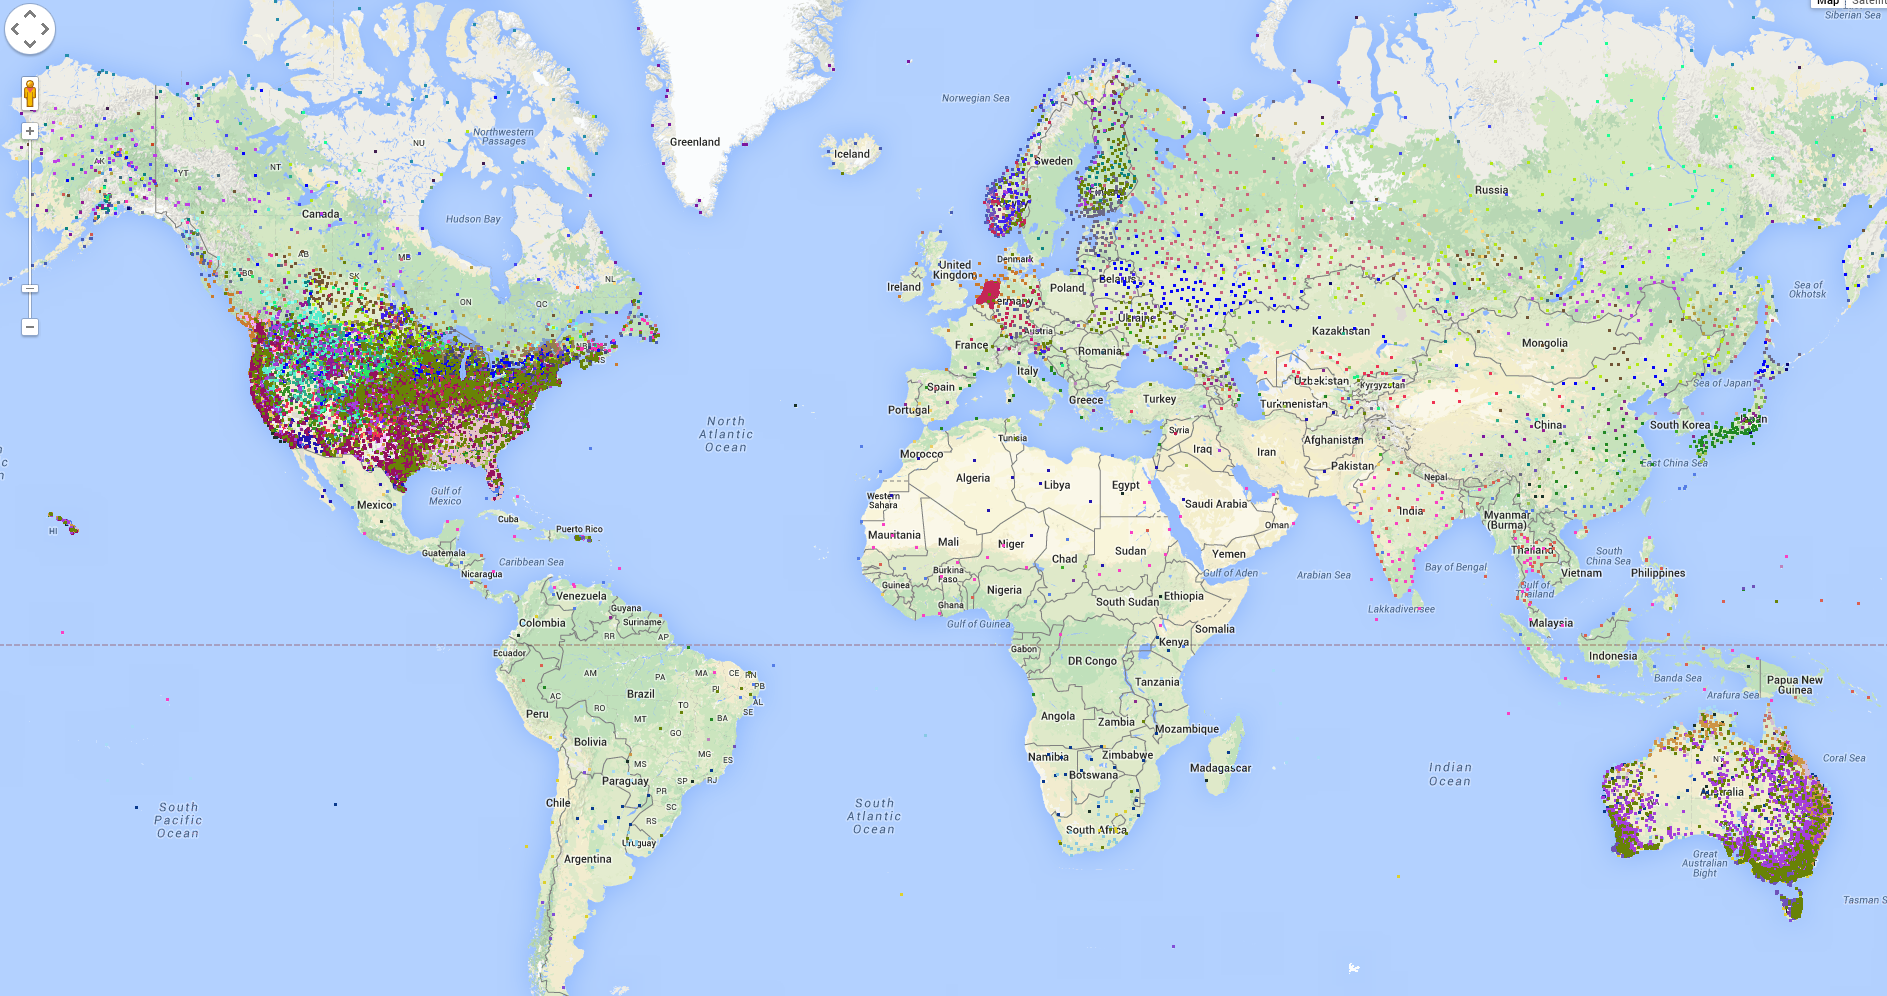 Map
Siberian Sea
Norwegian Sea
Northwestern
Passages
NU
Greenland
Iceland
Sweden
AK
YT
NT
Russia
Canada
Hudson Bay
AB
MB
BC
SK
NL
ON
QC
NB
United
Kingdom
Denmark
Ireland
Poland
Belarus
Germany
Sea of
Okhotsk
Ukraine
Austria
Kazakhstan
France
Romania
Mongolia
Italy
Spain
Uzbekistan
Kyrgyzstan
Sea of Japan
Portugal
Greece
Turkey
Turkmenistan
North
Atlantic
Ocean
Syria
China
South Korea
Japan
Tunisia
Afghanistan
Morocco
Iraq
Iran
Pakistan
East China Sea
Algeria
Libya
Egypt
Nepal
Gulf of
Mexico
Western
Sahara
Saudi Arabia
India
Mexico
Cuba
Puerto Rico
HI
Oman
Myanmar
(Burma)
Mauritania
Mali
Niger
Chad
Sudan
Yemen
Thailand
South
China Sea
Guatemala
Caribbean Sea
Nicaragua
Burkina
Faso
Guinea
Nigeria
Gulf of Aden
Arabian Sea
Bay of Bengal
Gulf of
Thailand
Vietnam
Philippines
Venezuela
Guyana
Suriname
Ghana
Gulf of Guinea
South Sudan
Ethiopia
Lakkadiversee
Colombia
RR
AP
Somalia
Malaysia
Ecuador
Gabon
Kenya
DR Congo
Indonesia
AM
PA
MA
CE
RN
PB
AL
SE
Brazil
Tanzania
Banda Sea
Papua New
Guinea
Arafura Sea
AC
RO
TO
PI
BA
MT
Peru
Angola
Zambia
Mozambique
GO
Bolivia
MG
ES
MS
Namibia
Zimbabwe
Botswana
Madagascar
Indian
Ocean
Coral Sea
NT
Australia
Paraguay
SP
RJ
PR
SC
RS
Chile
South
Pacific
Ocean
South
Atlantic
Ocean
South Africa
Uruguay
Argentina
Great
Australian
Bight
Tasman S